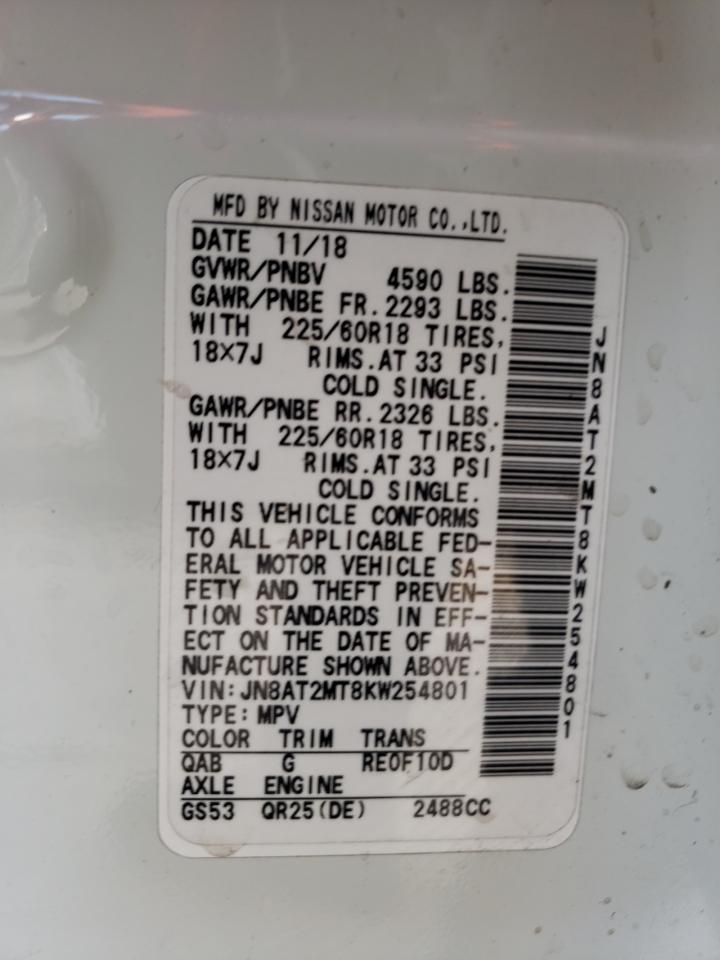 MFD BY NISSAN MOTOR CO.,LTD.
DATE 11/18
GVWR/PNBV 4590 LBS.
GAWR/PNBE FR. 2293 LBS.
WITH 225/60R18 TIRES,
18X7J RIMS. AT 33 PSI
COLD SINGLE.
GAWR/PNBE RR. 2326 LBS.
WITH 225/60R18 TIRES,
18X7J RIMS. AT 33 PSI
COLD SINGLE.
THIS VEHICLE CONFORMS
TO ALL APPLICABLE FED-
ERAL MOTOR VEHICLE SA-
FETY AND THEFT PREVEN-
TION STANDARDS IN EFF-
ECT ON THE DATE OF MA-
NUFACTURE SHOWN ABOVE.
VIN: JN8AT2MT8KW254801
TYPE: MPV
COLOR TRIM TRANS
QAB G RE0F10D
AXLE ENGINE
GS53 QR25(DE) 2488CC
JN8AT2MT8KW254801